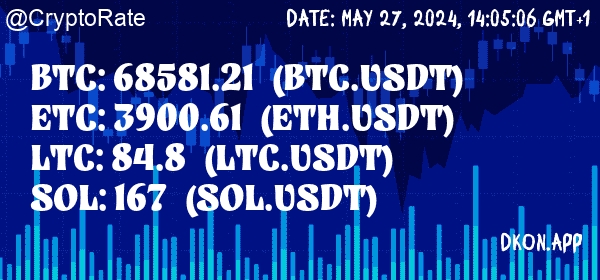 @CryptoRate
DATE: MAY 27, 2024, 14:05:06 GMT+1
BTC: 68581.21 (BTC.USDT)
ETC: 3900.61 (ETH.USDT)
LTC: 84.8 (LTC.USDT)
SOL: 167 (SOL.USDT)
DKON.APP